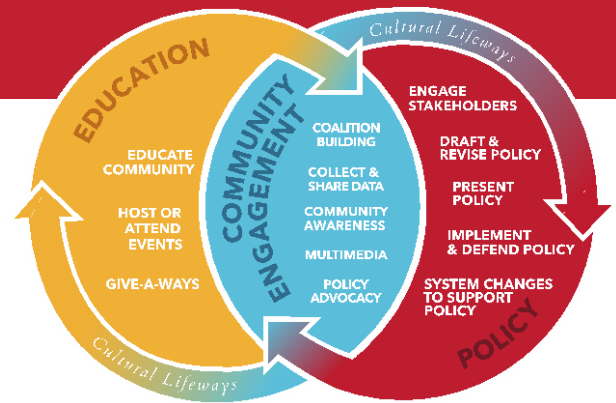 EDUCATION
EDUCATE
COMMUNITY
HOST OR
ATTEND
EVENTS
GIVE-A-WAYS
Cultural Lifeways
COMMUNITY
ENGAGEMENT
COALITION
BUILDING
COLLECT &
SHARE DATA
COMMUNITY
AWARENESS
MULTIMEDIA
POLICY
ADVOCACY
Cultural Lifeways
ENGAGE
STAKEHOLDERS
DRAFT &
REVISE POLICY
PRESENT
POLICY
IMPLEMENT
& DEFEND POLICY
SYSTEM CHANGES
TO SUPPORT
POLICY
POLICY